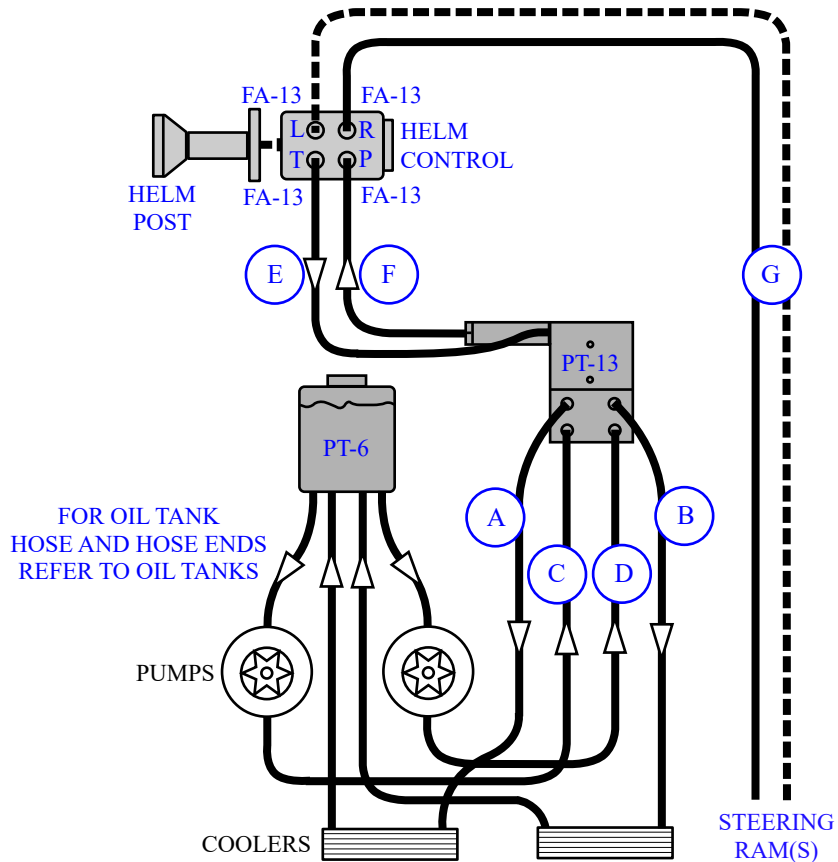 FA-13
FA-13
L
R
HELM
CONTROL
T
P
HELM
POST
FA-13
FA-13
E
F
G
PT-13
PT-6
A
B
FOR OIL TANK
HOSE AND HOSE ENDS
REFER TO OIL TANKS
C
D
PUMPS
COOLERS
STEERING
RAM(S)